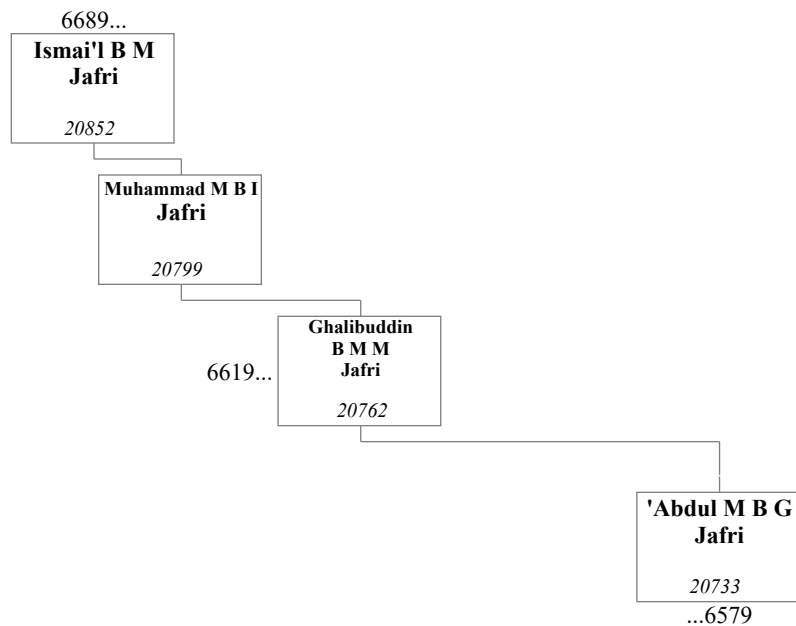 6689...
Ismai'l B M
Jafri
20852
Muhammad M B I
Jafri
20799
Ghalibuddin
B M M
Jafri
6619...
20762
'Abdul M B G
Jafri
20733
...6579